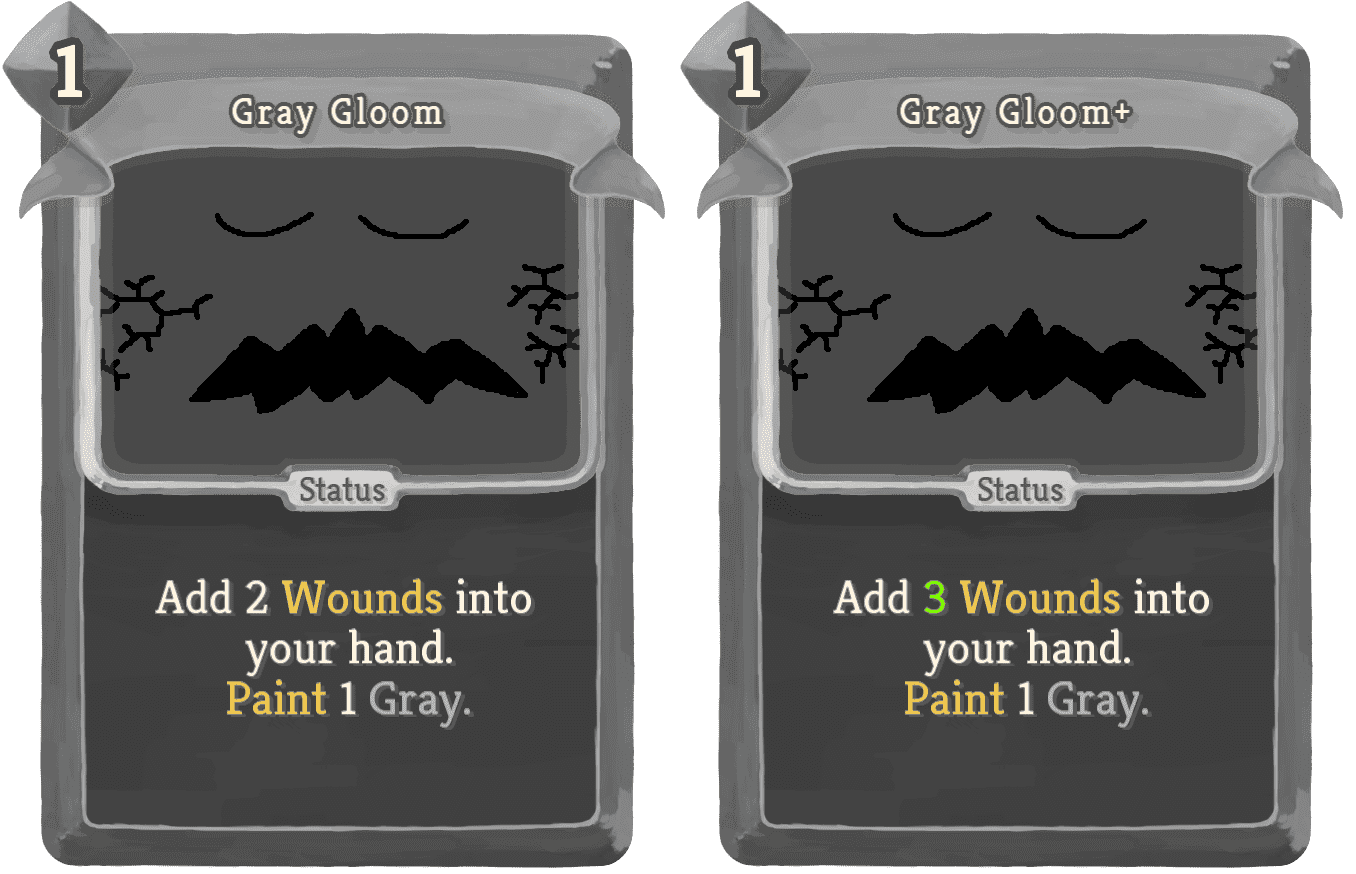 1
Gray Gloom
Status
Add 2 Wounds into
your hand.
Paint 1 Gray.
1
Gray Gloom+
Status
Add 3 Wounds into
your hand.
Paint 1 Gray.